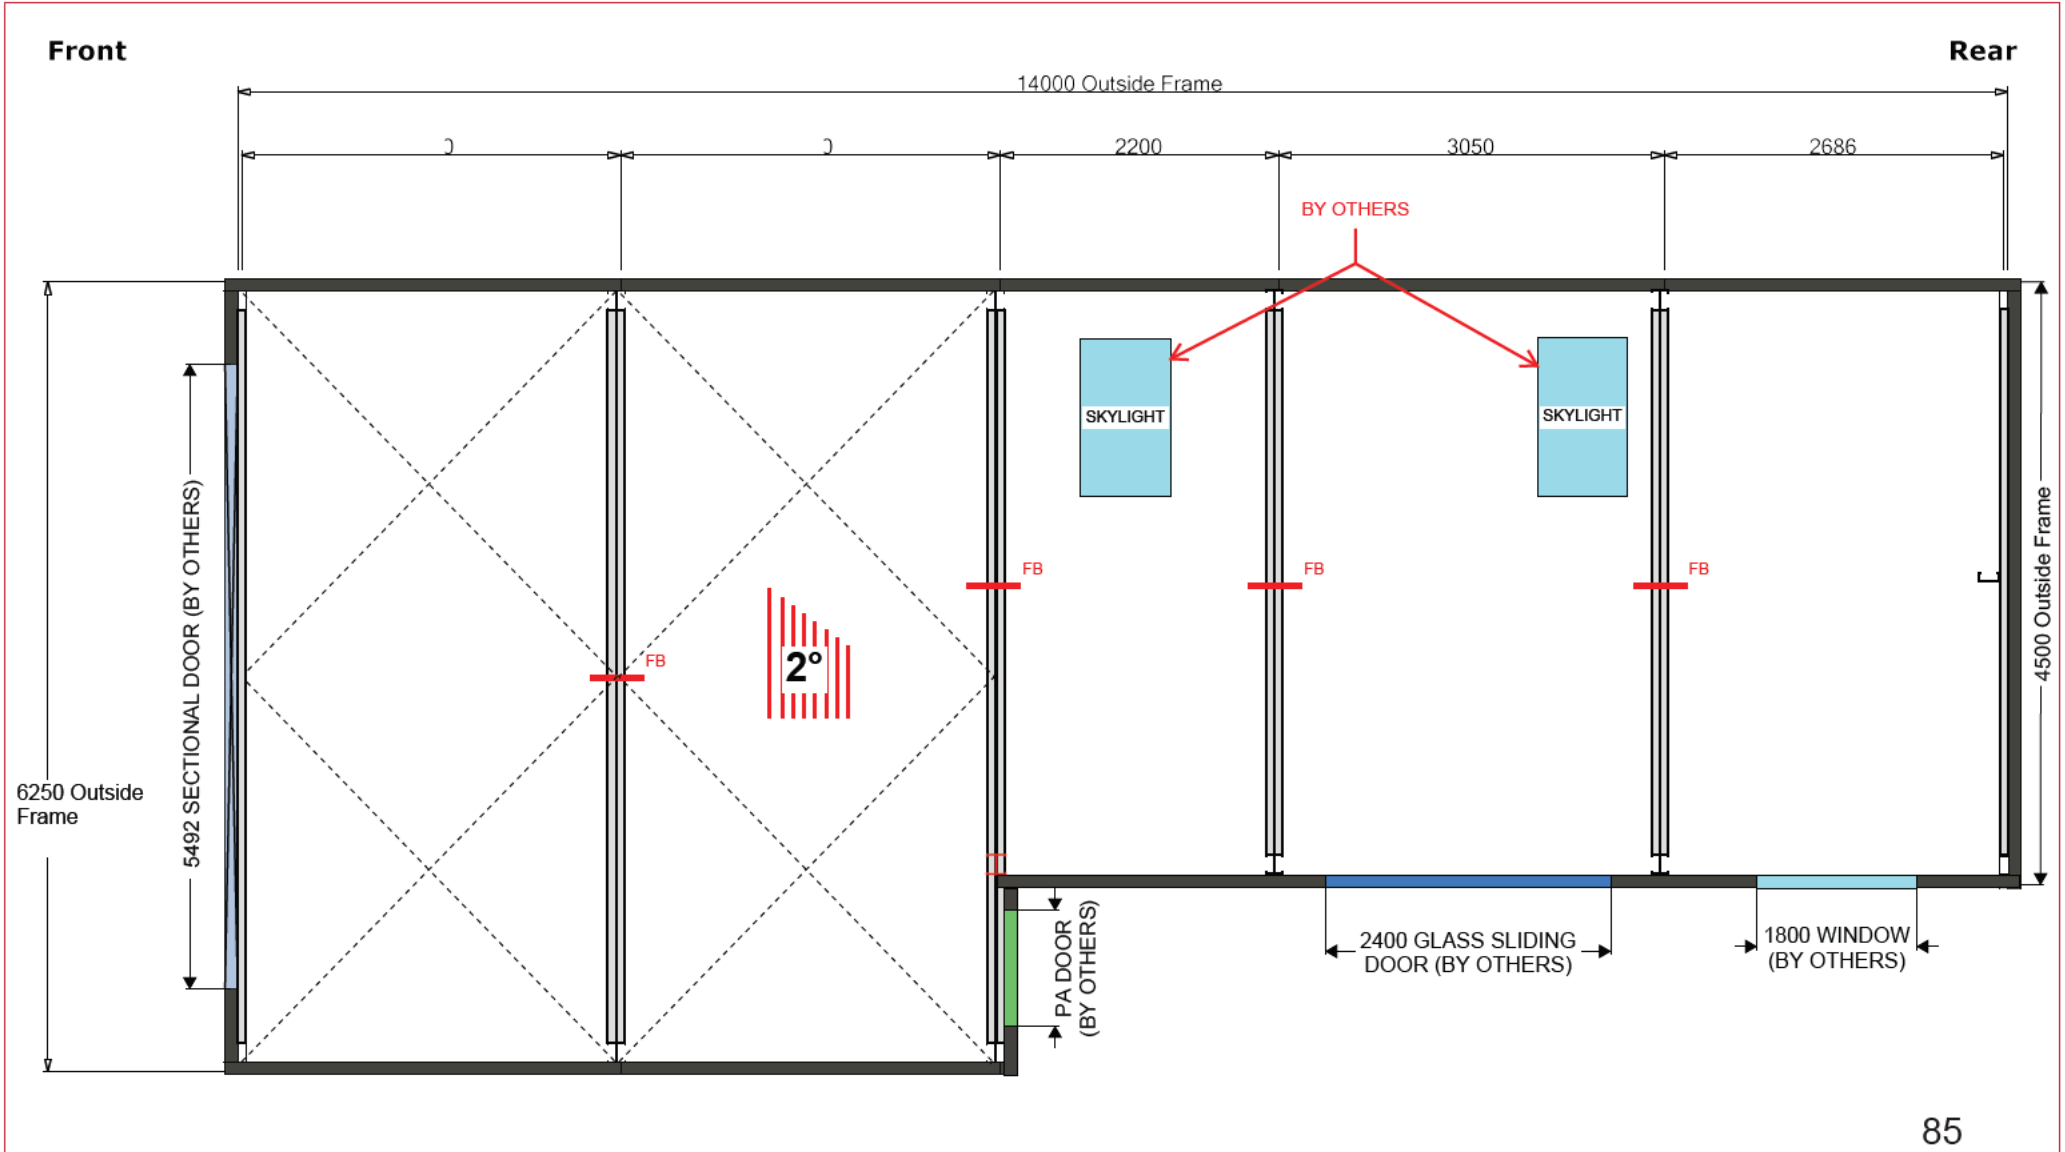 Front
Rear
14000 Outside Frame
2200
3050
2686
BY OTHERS
SKYLIGHT
SKYLIGHT
FB
FB
FB
FB
2°
5492 SECTIONAL DOOR (BY OTHERS)
6250 Outside
Frame
4500 Outside Frame
PA DOOR
(BY OTHERS)
2400 GLASS SLIDING
DOOR (BY OTHERS)
1800 WINDOW
(BY OTHERS)
85